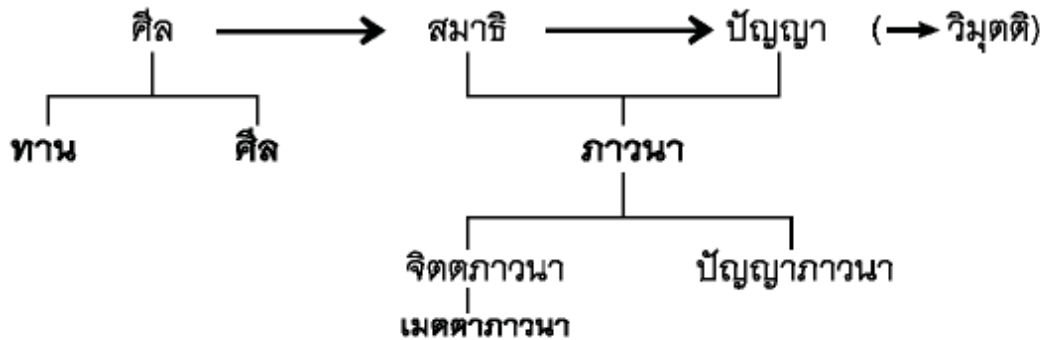 ศีล สมาธิ ปัญญา (→ วิมุตติ)
ทาน ศีล ภาวนา
จิตตภาวนา ปัญญาภาวนา
เมตตาภาวนา